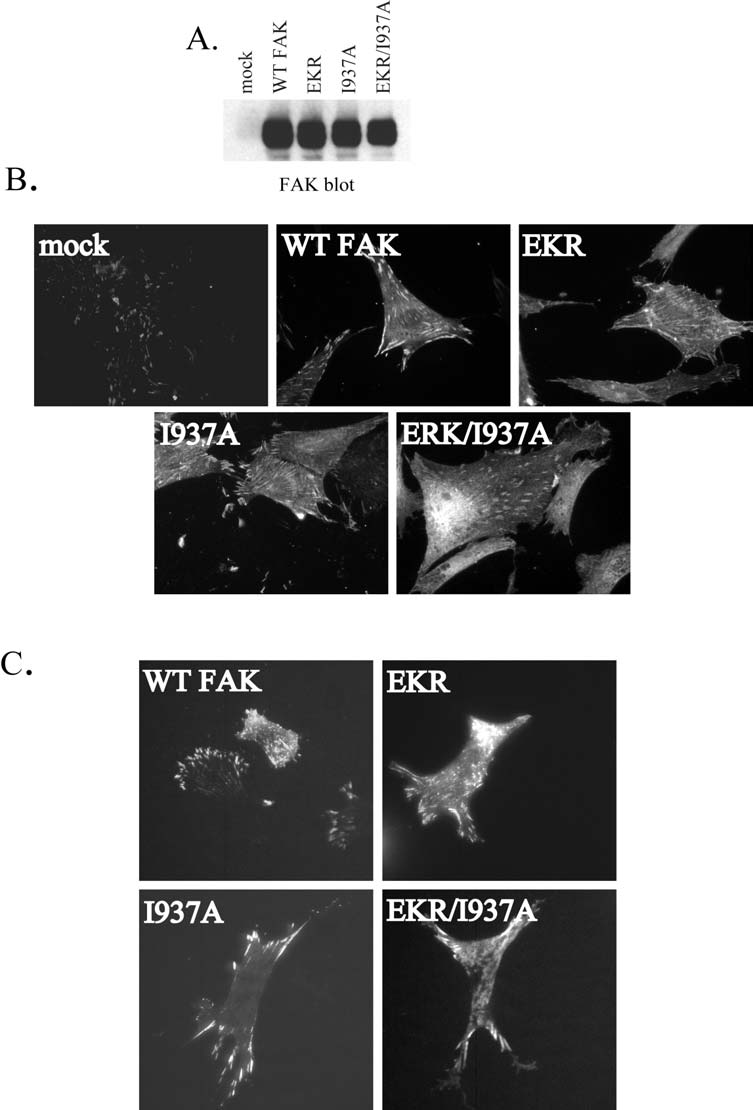 A.
mock
WT FAK
EKR
I937A
EKR/I937A
FAK blot
B.
mock
WT FAK
EKR
I937A
ERK/I937A
C.
WT FAK
EKR
I937A
EKR/I937A